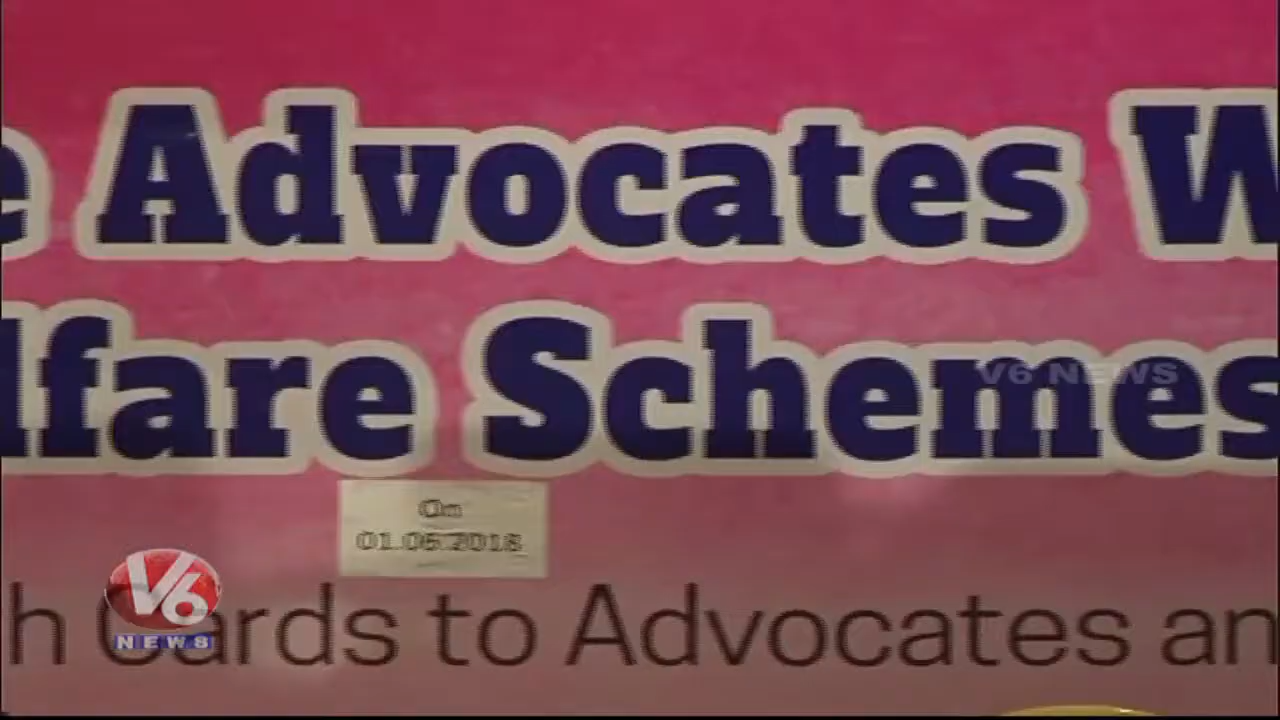 e Advocates W
lfare Schemes
V6 NEWS
On
01.06.2018
V6
NEWS
h Cards to Advocates an